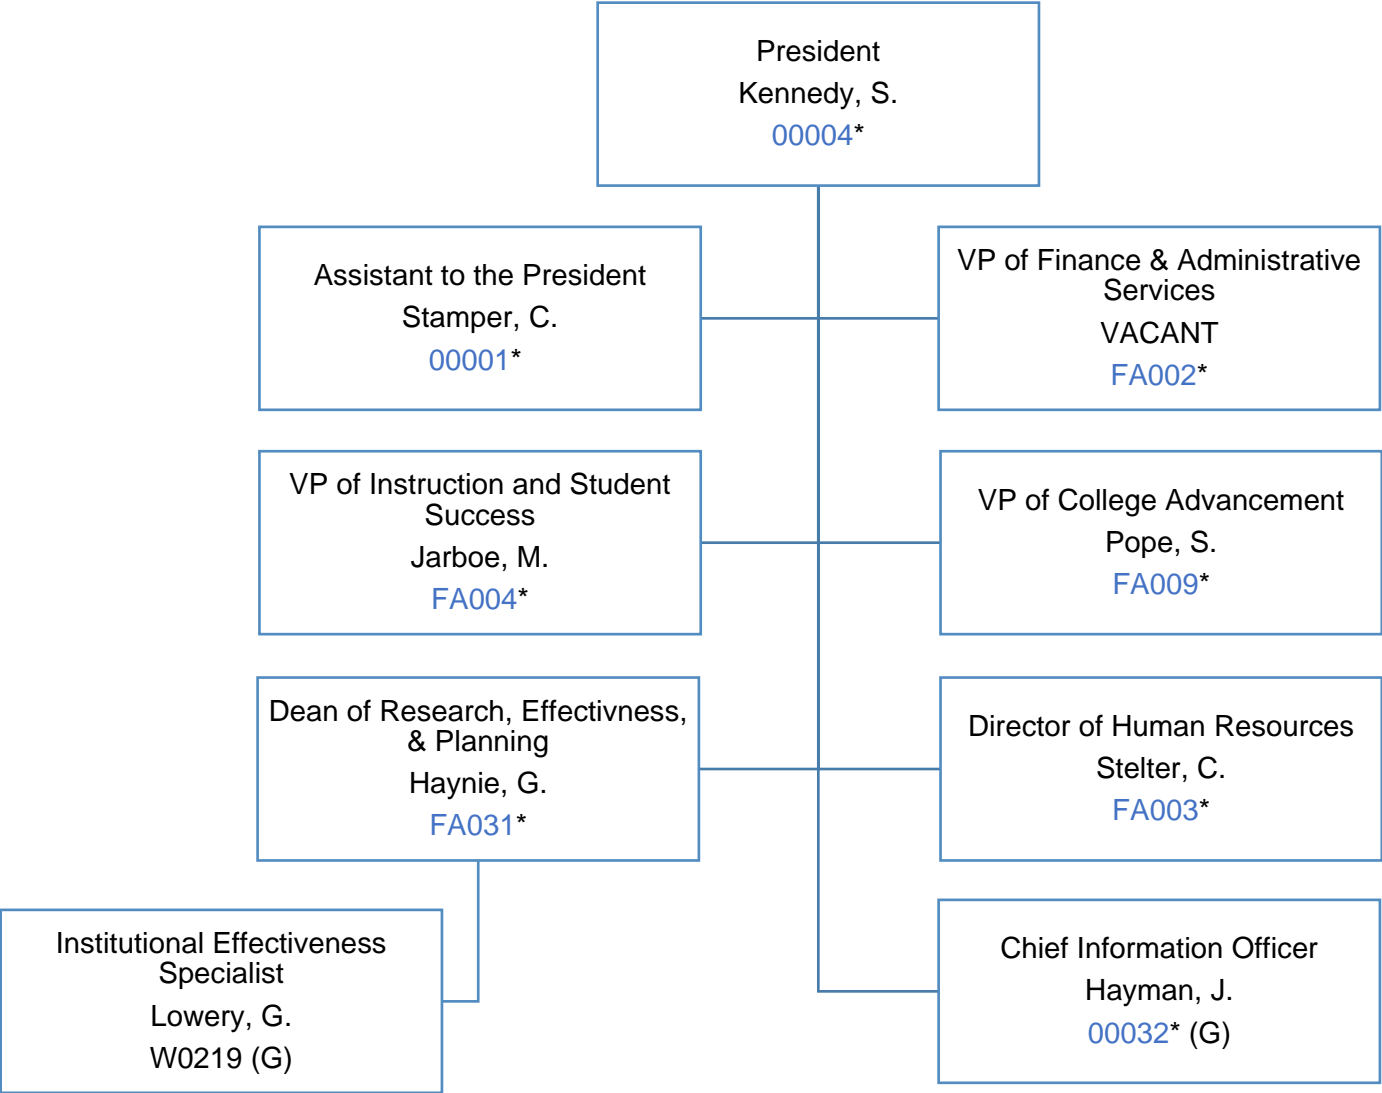 President
Kennedy, S.
00004*
Assistant to the President
Stamper, C.
00001*
VP of Finance & Administrative
Services
VACANT
FA002*
VP of Instruction and Student
Success
Jarboe, M.
FA004*
VP of College Advancement
Pope, S.
FA009*
Dean of Research, Effectivness,
& Planning
Haynie, G.
FA031*
Director of Human Resources
Stelter, C.
FA003*
Institutional Effectiveness
Specialist
Lowery, G.
W0219 (G)
Chief Information Officer
Hayman, J.
00032* (G)